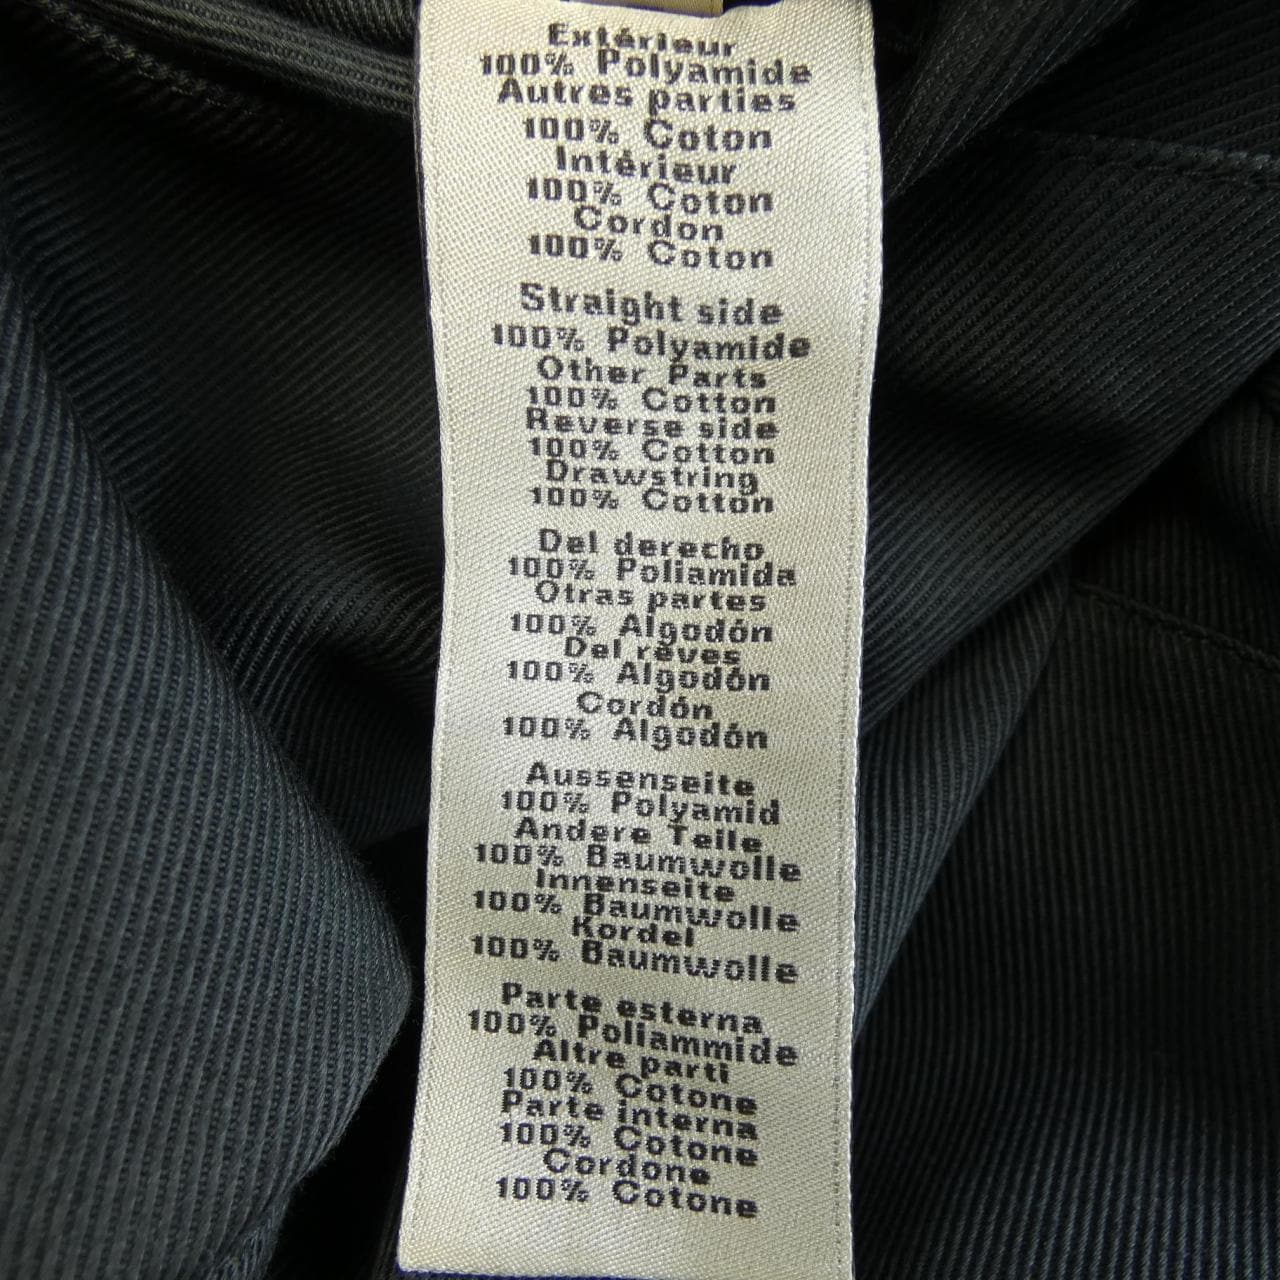 Extérieur
100% Polyamide
Autres parties
100% Coton
Intérieur
100% Coton
Cordon
100% Coton
Straight side
100% Polyamide
Other Parts
100% Cotton
Reverse side
100% Cotton
Drawstring
100% Cotton
Del derecho
100% Poliamida
Otras partes
100% Algodón
Del réves
100% Algodón
Cordón
100% Algodón
Aussenseite
100% Polyamid
Andere Teile
100% Baumwolle
Innenseite
100% Baumwolle
Kordel
100% Baumwolle
Parte esterna
100% Poliammide
Altre parti
100% Cotone
Parte interna
100% Cotone
Cordone
100% Cotone